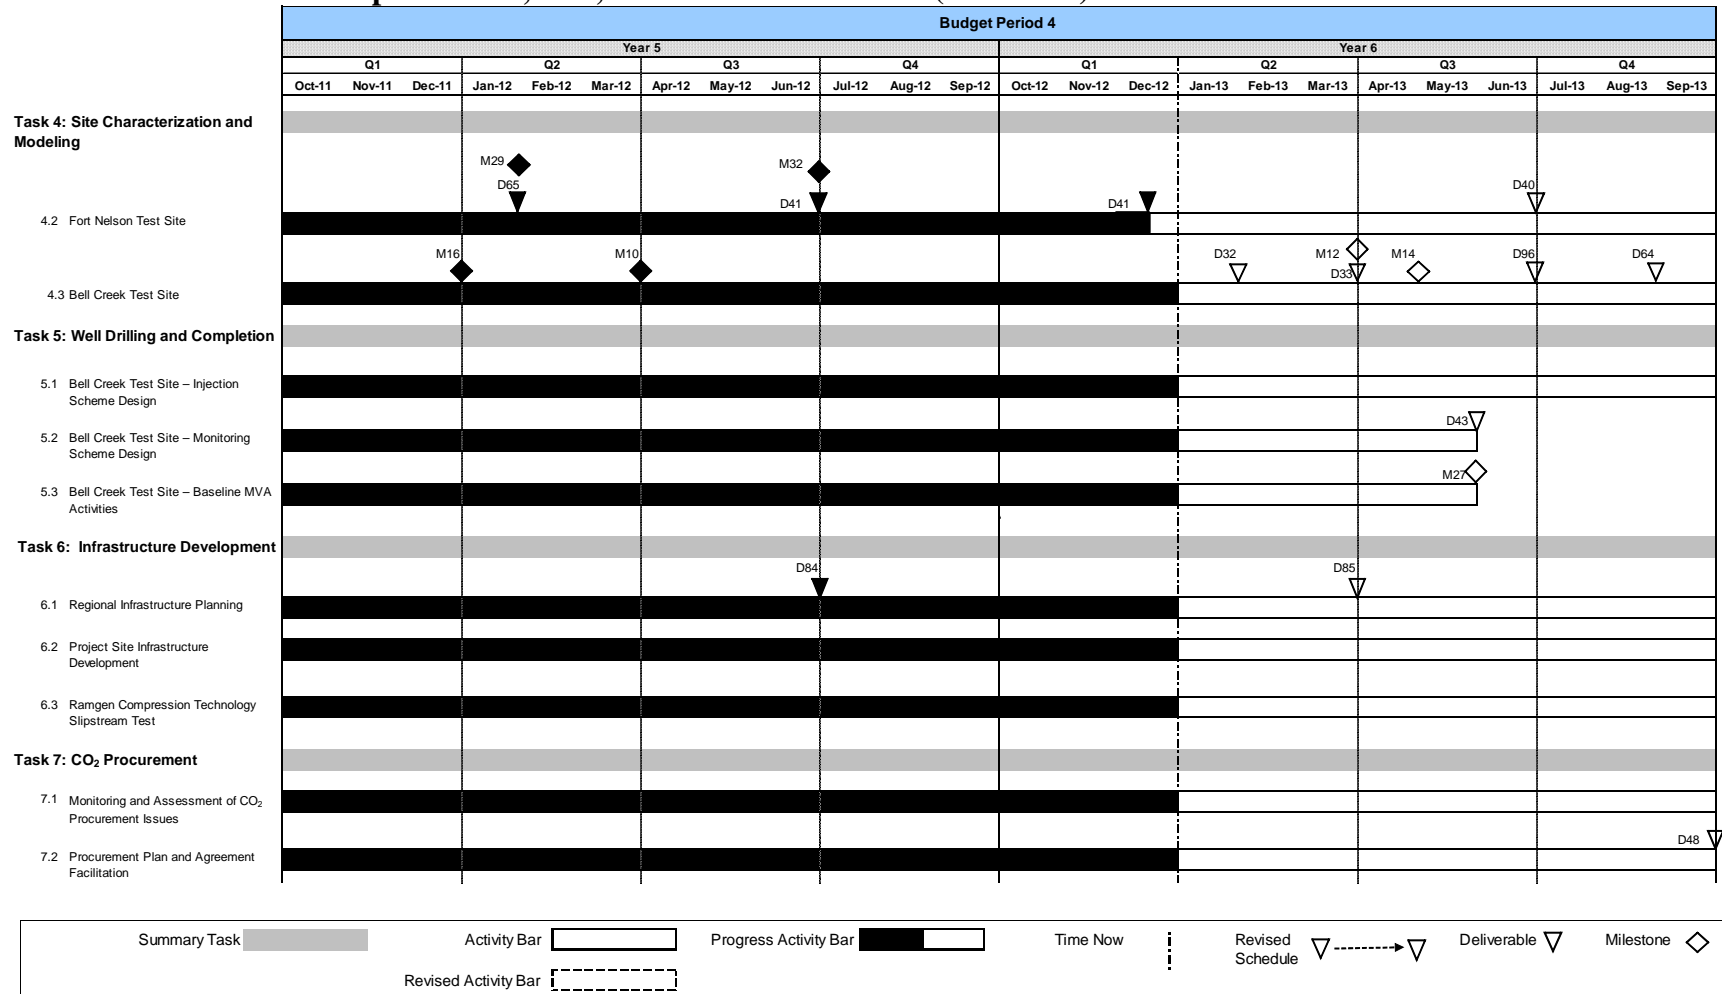 Budget Period 4
Year 5 Year 6
Q1 Q2 Q3 Q4 Q1 Q2 Q3 Q4
Oct-11 Nov-11 Dec-11 Jan-12 Feb-12 Mar-12 Apr-12 May-12 Jun-12 Jul-12 Aug-12 Sep-12 Oct-12 Nov-12 Dec-12 Jan-13 Feb-13 Mar-13 Apr-13 May-13 Jun-13 Jul-13 Aug-13 Sep-13
Task 4: Site Characterization and
Modeling
M29 M32
D65 D41 D41 D40
4.2 Fort Nelson Test Site
M16 M10 D32 M12 M14 D96 D64
D33
4.3 Bell Creek Test Site
Task 5: Well Drilling and Completion
5.1 Bell Creek Test Site – Injection
Scheme Design
D43
5.2 Bell Creek Test Site – Monitoring
Scheme Design
M27
5.3 Bell Creek Test Site – Baseline MVA
Activities
Task 6: Infrastructure Development
D84 D85
6.1 Regional Infrastructure Planning
6.2 Project Site Infrastructure
Development
6.3 Ramgen Compression Technology
Slipstream Test
Task 7: CO₂ Procurement
7.1 Monitoring and Assessment of CO₂
Procurement Issues
D48
7.2 Procurement Plan and Agreement
Facilitation
Summary Task Activity Bar Progress Activity Bar Time Now Revised Deliverable Milestone
Schedule
Revised Activity Bar